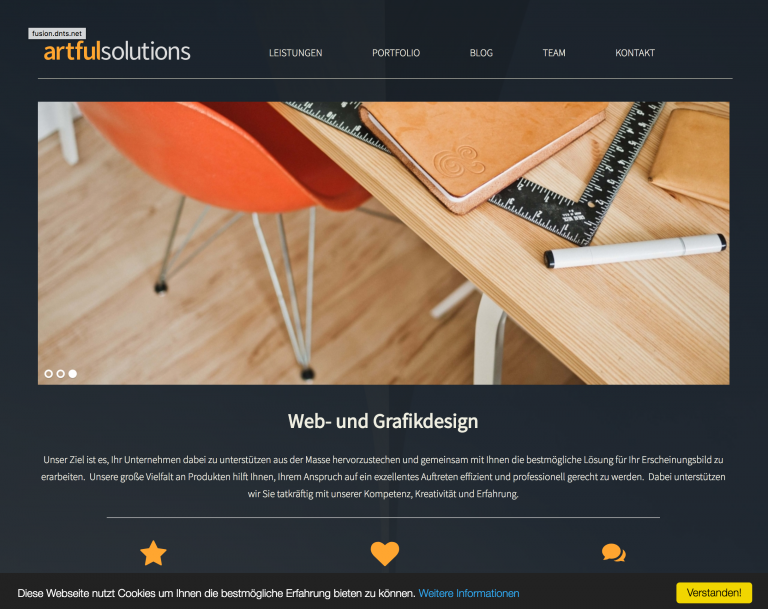 fusion.dnts.net
artfulsolutions
LEISTUNGEN PORTFOLIO BLOG TEAM KONTAKT
Web- und Grafikdesign
Unser Ziel ist es, Ihr Unternehmen dabei zu unterstützen aus der Masse hervorzustechen und gemeinsam mit Ihnen die bestmögliche Lösung für Ihr Erscheinungsbild zu
erarbeiten. Unsere große Vielfalt an Produkten hilft Ihnen, Ihrem Anspruch auf ein exzellentes Auftreten effizient und professionell gerecht zu werden. Dabei unterstützen
wir Sie tatkräftig mit unserer Kompetenz, Kreativität und Erfahrung.
Diese Webseite nutzt Cookies um Ihnen die bestmögliche Erfahrung bieten zu können. Weitere Informationen
Verstanden!